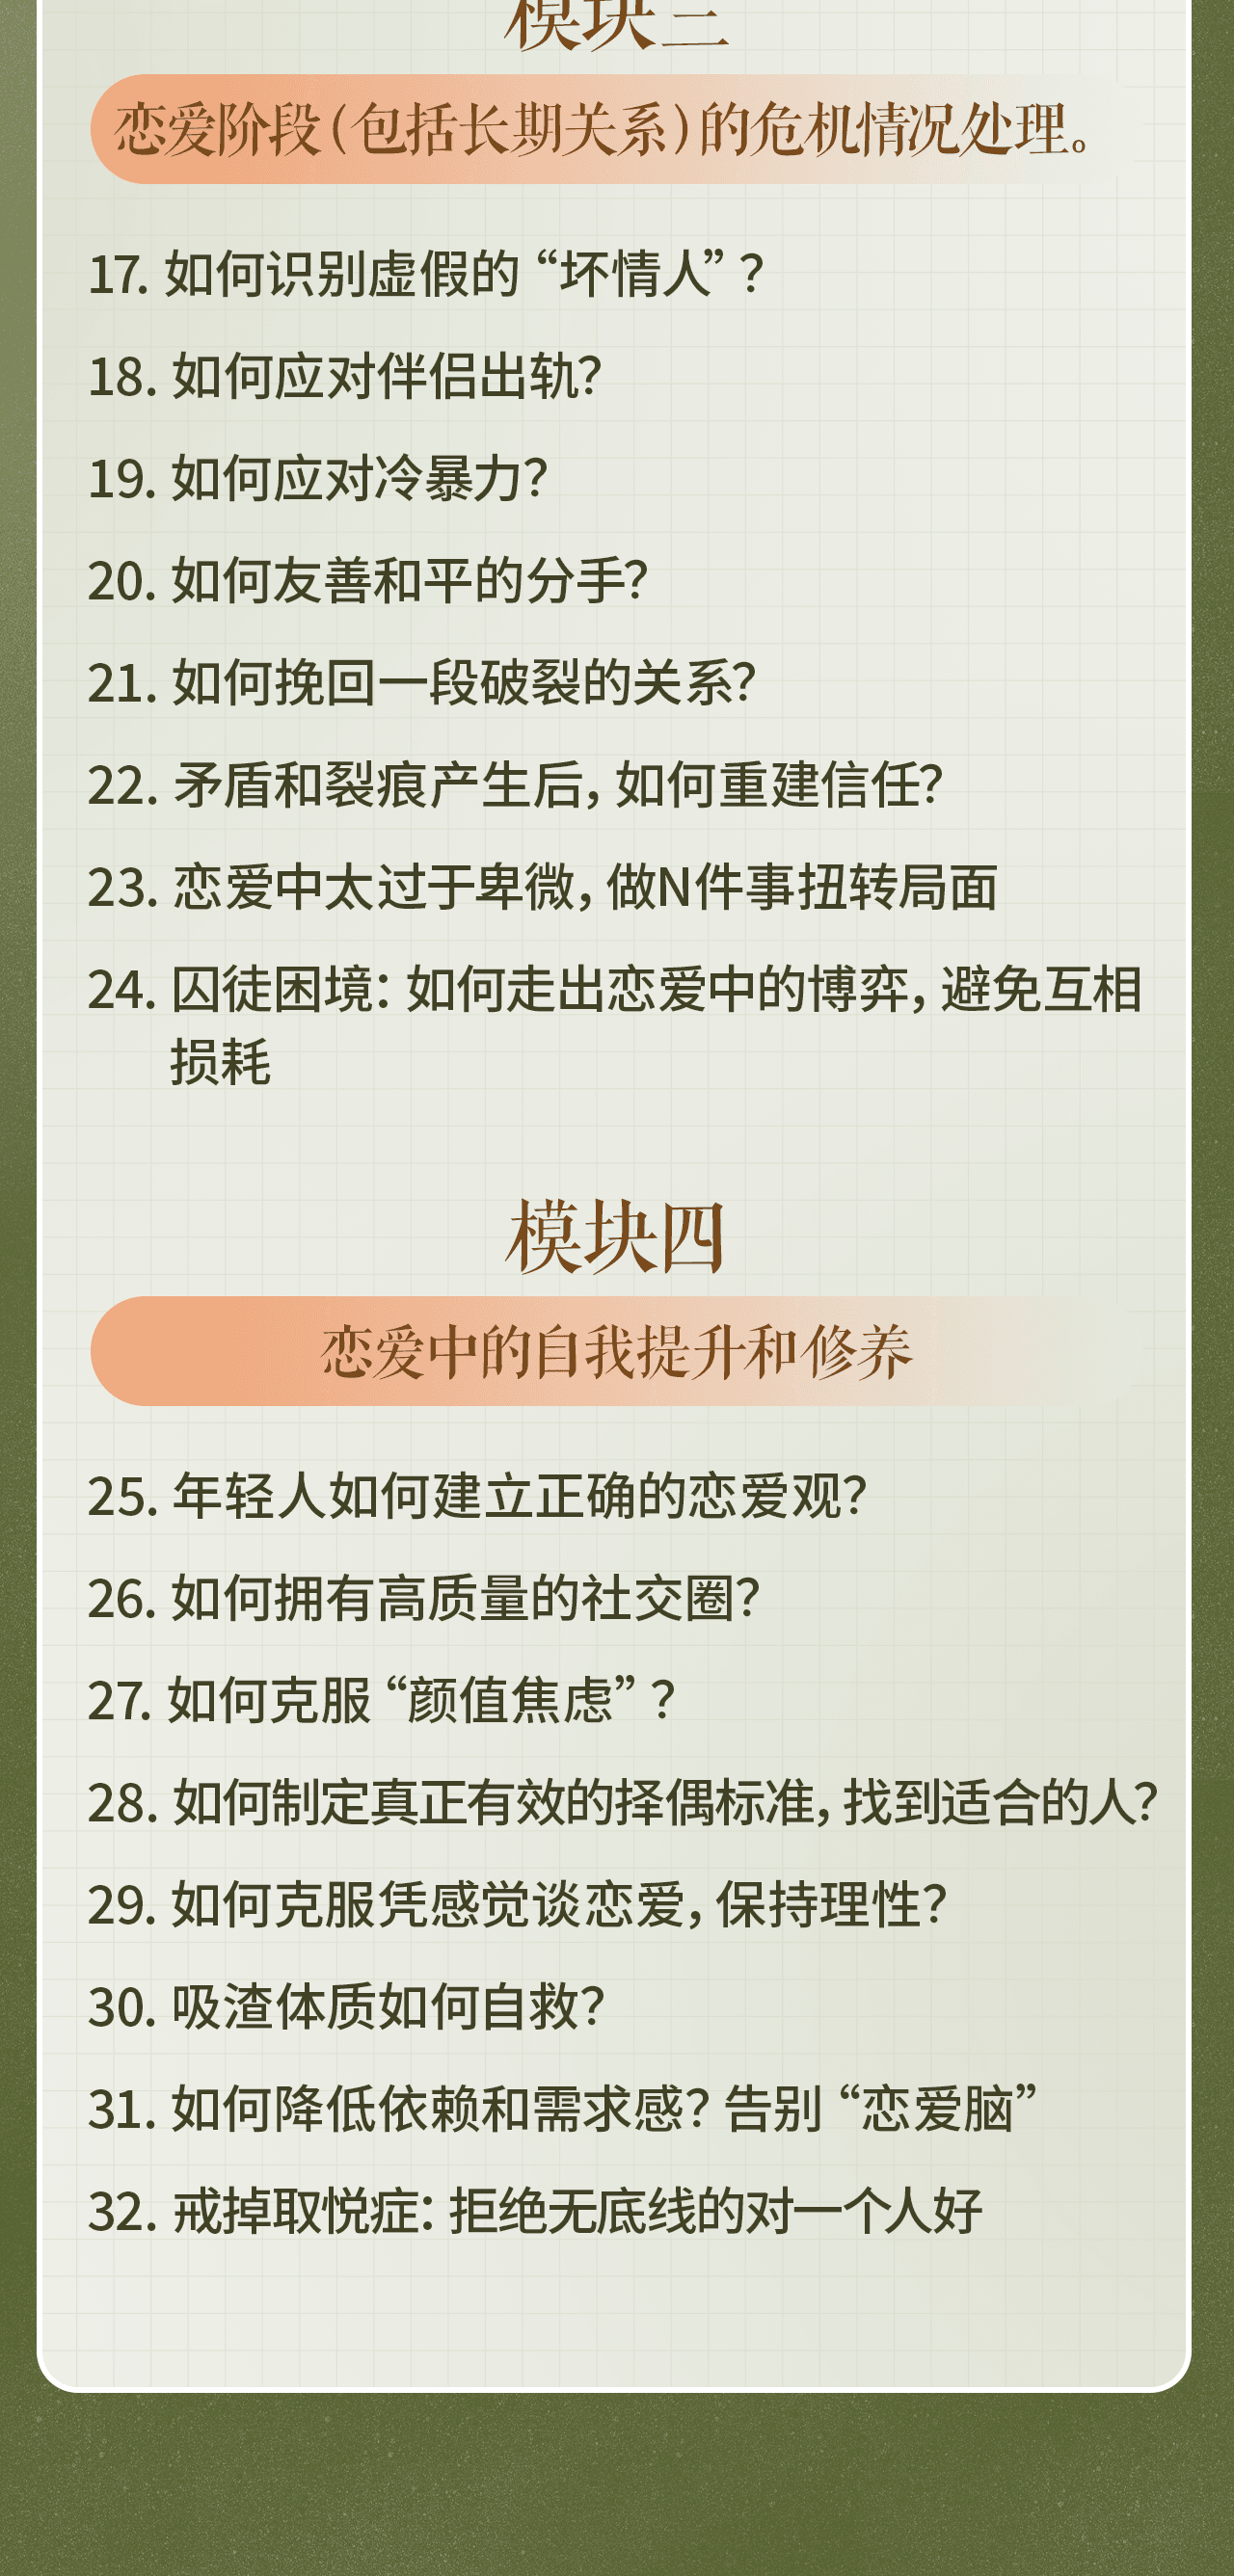 模块三
恋爱阶段(包括长期关系)的危机情况处理。
17. 如何识别虚假的“坏情人”？
18. 如何应对伴侣出轨?
19. 如何应对冷暴力?
20. 如何友善和平的分手?
21. 如何挽回一段破裂的关系?
22. 矛盾和裂痕产生后，如何重建信任?
23. 恋爱中太过于卑微，做N件事扭转局面
24. 囚徒困境：如何走出恋爱中的博弈，避免互相
损耗
模块四
恋爱中的自我提升和修养
25. 年轻人如何建立正确的恋爱观?
26. 如何拥有高质量的社交圈?
27. 如何克服“颜值焦虑”？
28. 如何制定真正有效的择偶标准，找到适合的人?
29. 如何克服凭感觉谈恋爱，保持理性?
30. 吸渣体质如何自救?
31. 如何降低依赖和需求感? 告别“恋爱脑”
32. 戒掉取悦症：拒绝无底线的对一个人好